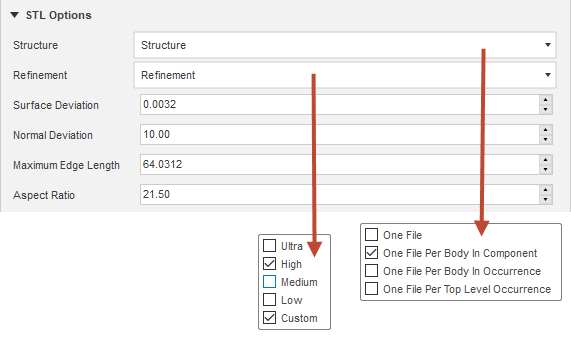 STL Options
Structure Structure
Refinement Refinement
Surface Deviation 0.0032
Normal Deviation 10.00
Maximum Edge Length 64.0312
Aspect Ratio 21.50
Ultra
High
Medium
Low
Custom
One File
One File Per Body In Component
One File Per Body In Occurrence
One File Per Top Level Occurrence